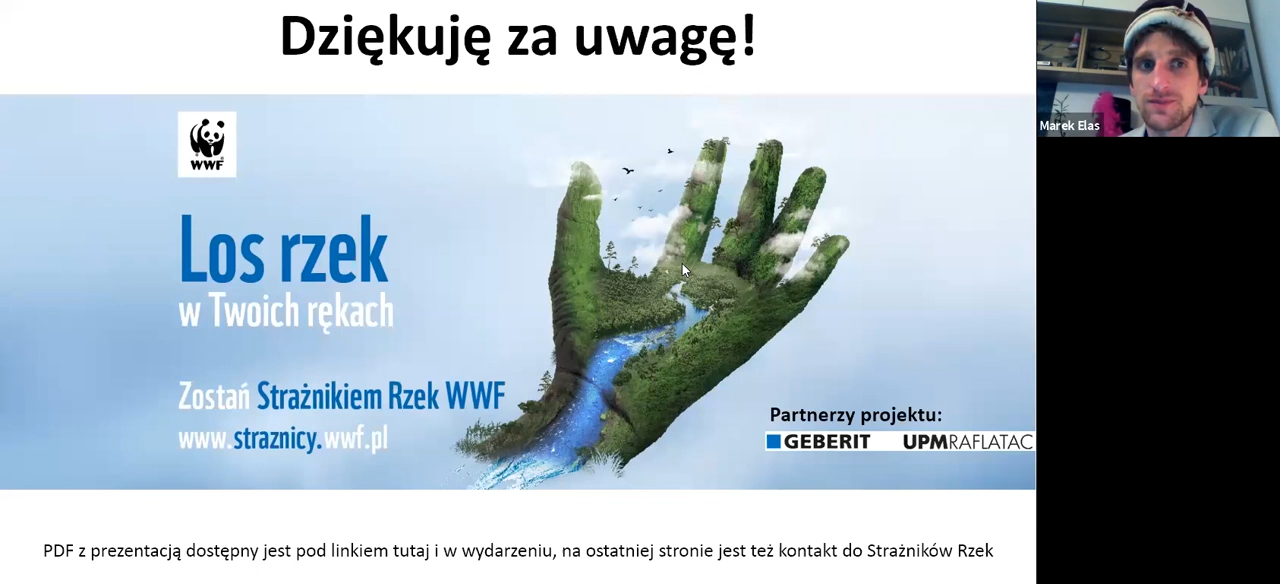 Dziękuję za uwagę!
Marek Elas
WWF
Los rzek
w Twoich rękach
Zostań Strażnikiem Rzek WWF
www.straznicy.wwf.pl
Partnerzy projektu:
GEBERIT UPMRAFLATAC
PDF z prezentacją dostępny jest pod linkiem tutaj i w wydarzeniu, na ostatniej stronie jest też kontakt do Strażników Rzek